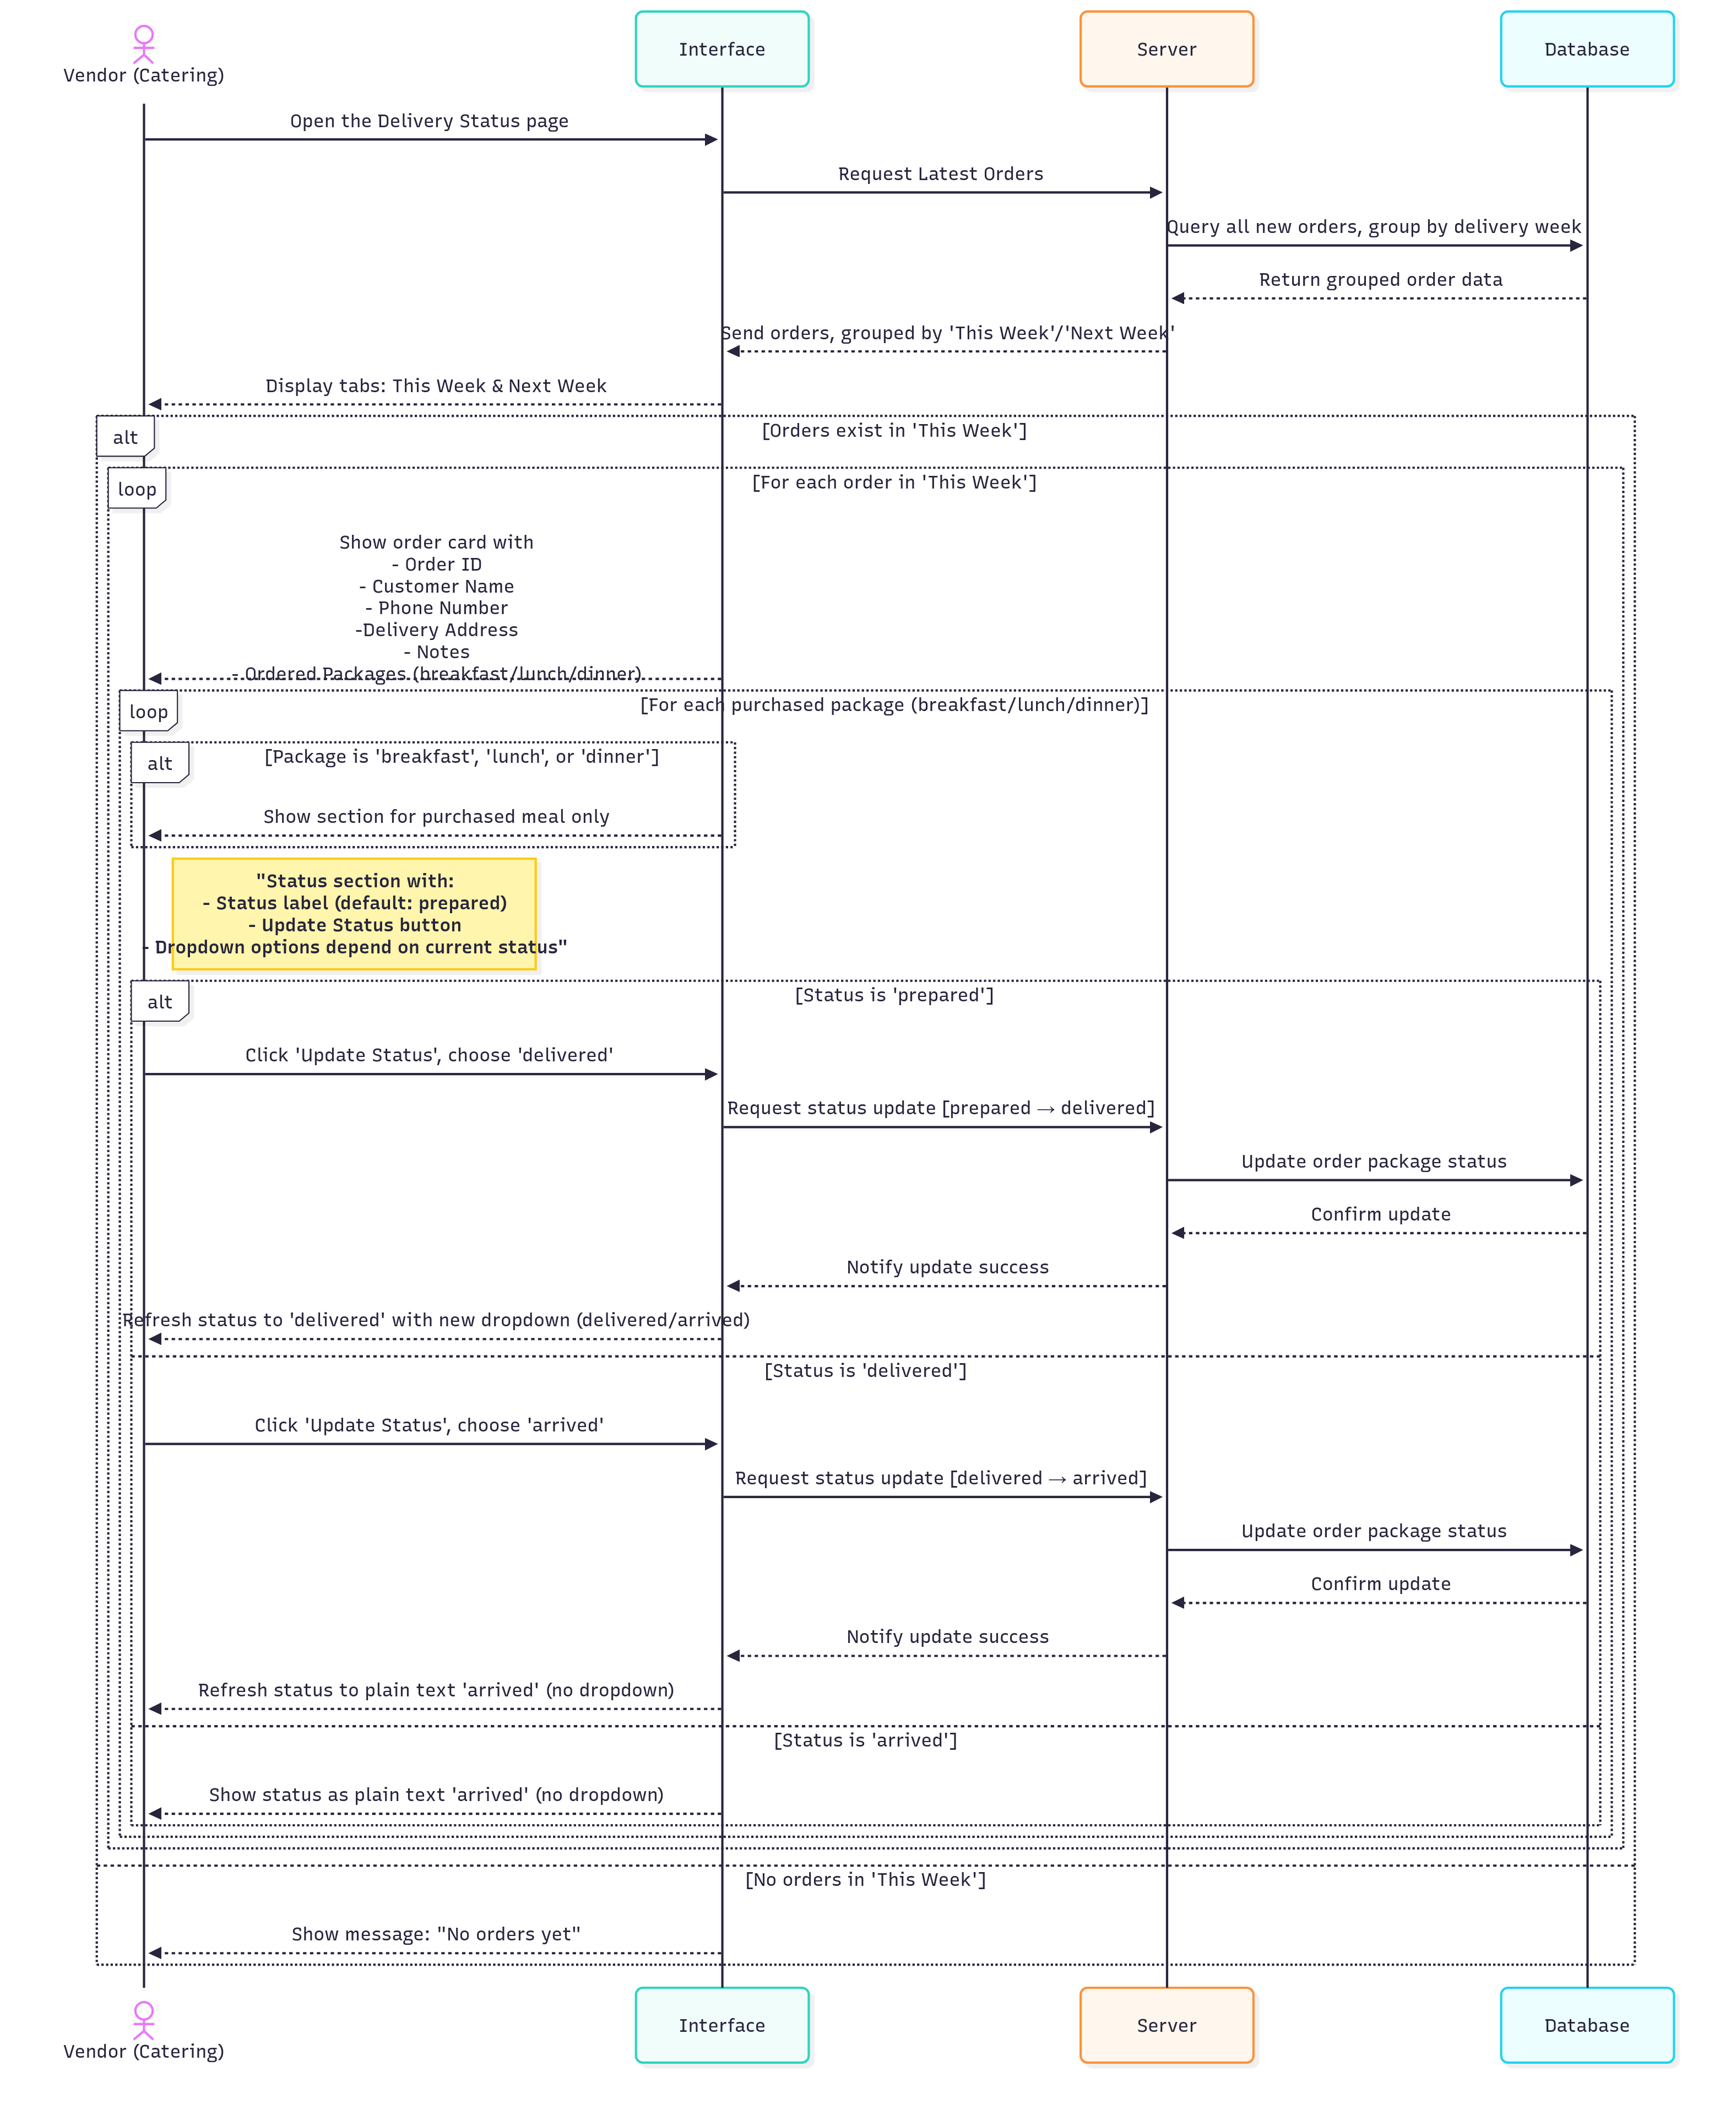 Vendor (Catering)
Interface
Server
Database
Open the Delivery Status page
Request Latest Orders
Query all new orders, group by delivery week
Return grouped order data
Send orders, grouped by 'This Week'/'Next Week'
Display tabs: This Week & Next Week
alt
[Orders exist in 'This Week']
loop
[For each order in 'This Week']
Show order card with
- Order ID
- Customer Name
- Phone Number
-Delivery Address
- Notes
- Ordered Packages (breakfast/lunch/dinner)
loop
[For each purchased package (breakfast/lunch/dinner)]
alt
[Package is 'breakfast', 'lunch', or 'dinner']
Show section for purchased meal only
"Status section with:
- Status label (default: prepared)
- Update Status button
- Dropdown options depend on current status"
alt
[Status is 'prepared']
Click 'Update Status', choose 'delivered'
Request status update [prepared → delivered]
Update order package status
Confirm update
Notify update success
Refresh status to 'delivered' with new dropdown (delivered/arrived)
[Status is 'delivered']
Click 'Update Status', choose 'arrived'
Request status update [delivered → arrived]
Update order package status
Confirm update
Notify update success
Refresh status to plain text 'arrived' (no dropdown)
[Status is 'arrived']
Show status as plain text 'arrived' (no dropdown)
[No orders in 'This Week']
Show message: "No orders yet"
Vendor (Catering)
Interface
Server
Database